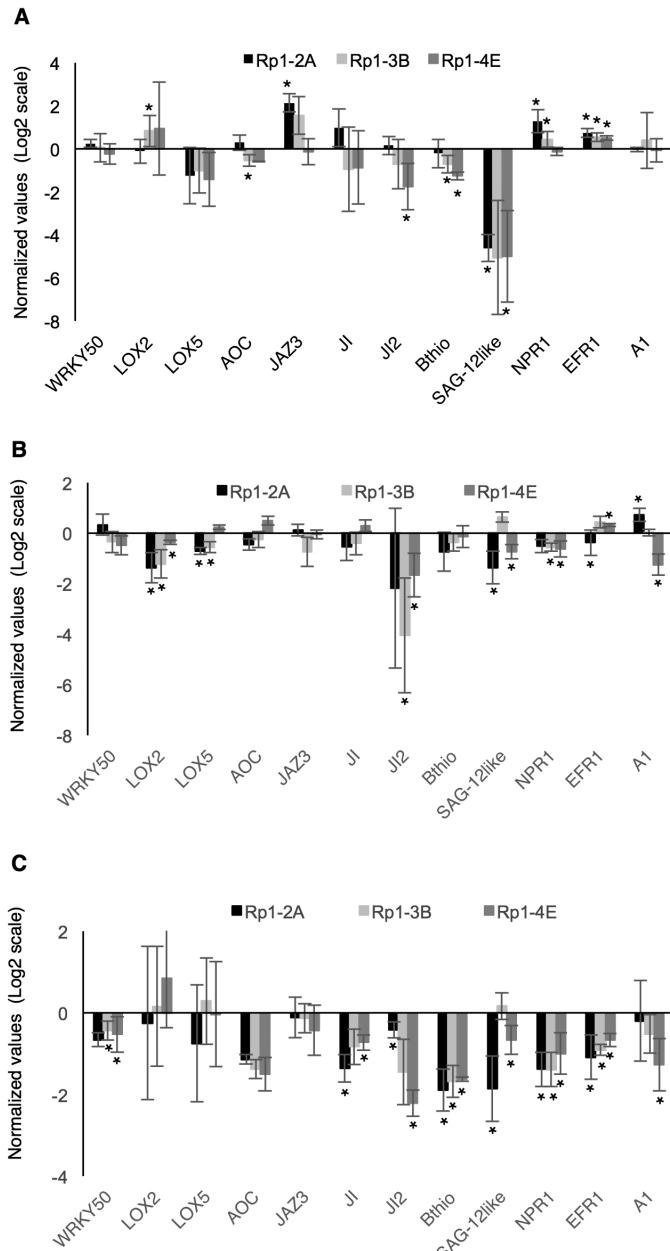 A
Normalized values (Log2 scale)
Rp1-2A Rp1-3B Rp1-4E
4
2
0
-2
-4
-6
-8
* * * * * * * * * * * * * *
WRKY50 LOX2 LOX5 AOC JAZ3 JI JI2 Bthio SAG-12like NPR1 EFR1 A1
B
Normalized values (Log2 scale)
Rp1-2A Rp1-3B Rp1-4E
2
0
-2
-4
-6
-8
* * * * * * * * * * * * * * *
WRKY50 LOX2 LOX5 AOC JAZ3 JI JI2 Bthio SAG-12like NPR1 EFR1 A1
C
Normalized values (Log2 scale)
Rp1-2A Rp1-3B Rp1-4E
2
0
-2
-4
* * * * * * * * * * * * * * * * * *
WRKY50 LOX2 LOX5 AOC JAZ3 JI JI2 Bthio SAG-12like NPR1 EFR1 A1